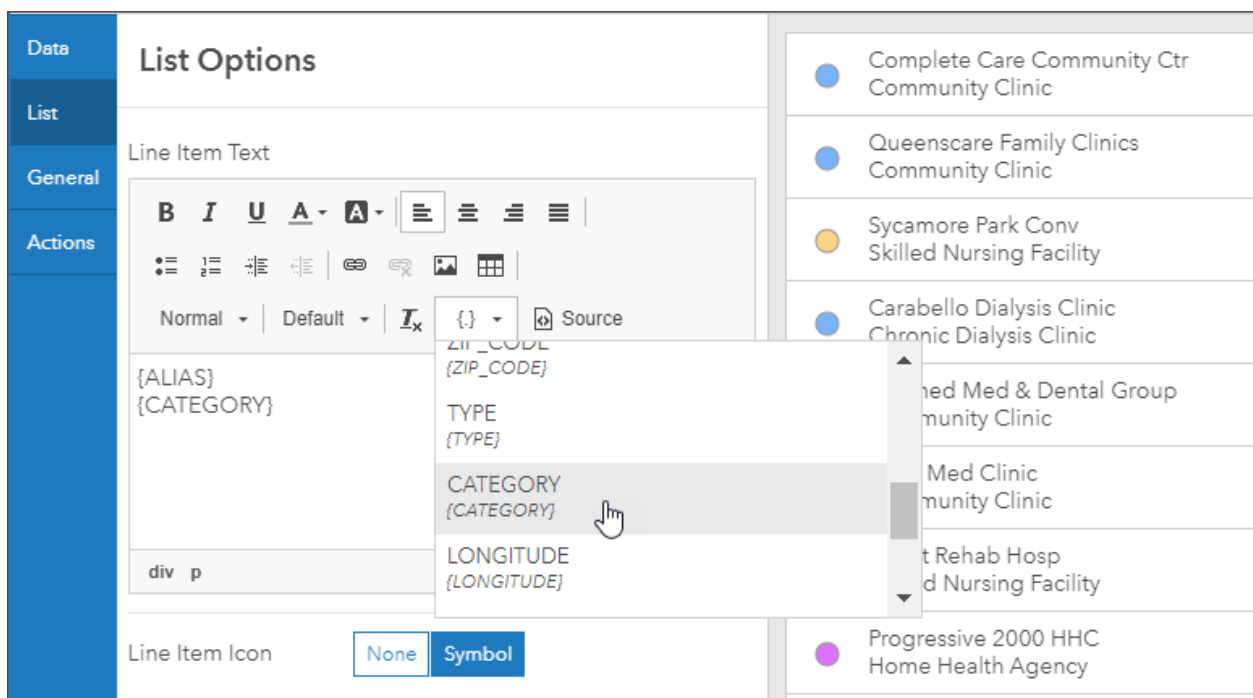 Data
List
General
Actions
List Options
Line Item Text
B I U A A
Normal
Default
Ix
{.}
Source
{ALIAS}
{CATEGORY}
ZIP_CODE
{ZIP_CODE}
TYPE
{TYPE}
CATEGORY
{CATEGORY}
LONGITUDE
{LONGITUDE}
div p
Line Item Icon
None
Symbol
Complete Care Community Ctr
Community Clinic
Queenscare Family Clinics
Community Clinic
Sycamore Park Conv
Skilled Nursing Facility
Carabello Dialysis Clinic
Chronic Dialysis Clinic
Med & Dental Group
Clinic
Med Clinic
Clinic
Rehab Hosp
Nursing Facility
Progressive 2000 HHC
Home Health Agency